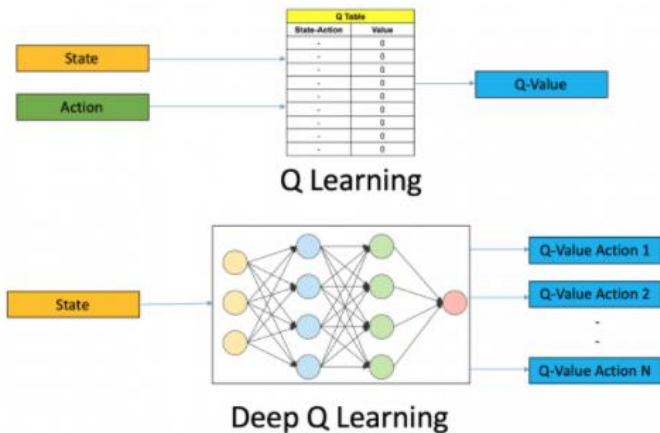 Q Table
State-Action Value
- 0
- 0
- 0
- 0
- 0
- 0
- 0
- 0
- 0
State
Action
Q-Value
Q Learning
State
Q-Value Action 1
Q-Value Action 2
-
-
Q-Value Action N
Deep Q Learning